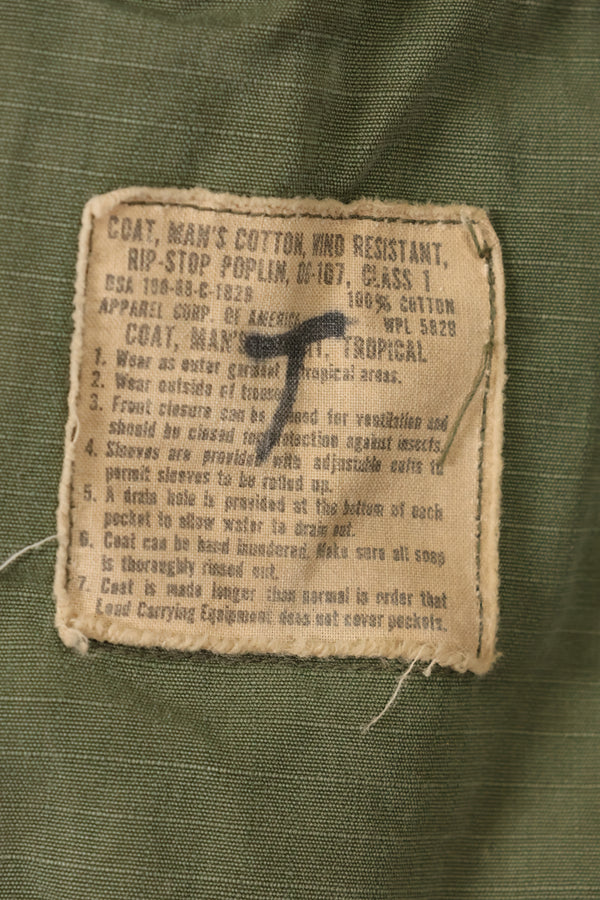 COAT, MAN'S COTTON, WIND RESISTANT,
RIP-STOP POPLIN, OG-107, CLASS 1
DSA 100-68-C-1828 100% COTTON
APPAREL CORP. OF AMERICA WPL 5828
COAT, MAN'S TROPICAL
T
1. Wear as outer garment tropical areas.
2. Wear outside of
3. Front closure can be for ventilation and
should be closed for protection against insects.
4. Sleeves are provided with adjustable cuffs to
permit sleeves to be rolled up.
5. A drain hole is provided at the bottom of each
pocket to allow water to drain out.
6. Coat can be hand laundered. Make sure all soap
is thoroughly rinsed out.
7. Coat is made longer than normal in order that
Load Carrying Equipment does not cover pockets.